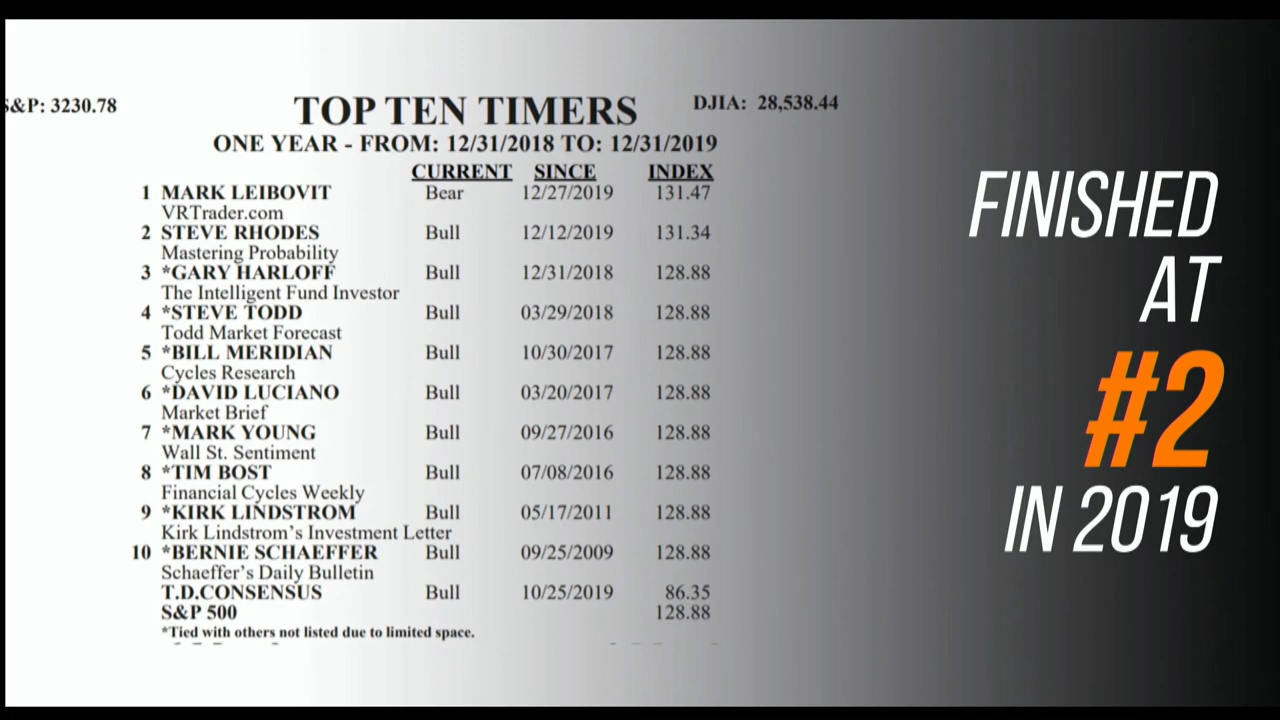 S&P: 3230.78
TOP TEN TIMERS
DJIA: 28,538.44
ONE YEAR - FROM: 12/31/2018 TO: 12/31/2019
CURRENT SINCE INDEX
1 MARK LEIBOVIT Bear 12/27/2019 131.47
VRTrader.com
2 STEVE RHODES Bull 12/12/2019 131.34
Mastering Probability
3 *GARY HARLOFF Bull 12/31/2018 128.88
The Intelligent Fund Investor
4 *STEVE TODD Bull 03/29/2018 128.88
Todd Market Forecast
5 *BILL MERIDIAN Bull 10/30/2017 128.88
Cycles Research
6 *DAVID LUCIANO Bull 03/20/2017 128.88
Market Brief
7 *MARK YOUNG Bull 09/27/2016 128.88
Wall St. Sentiment
8 *TIM BOST Bull 07/08/2016 128.88
Financial Cycles Weekly
9 *KIRK LINDSTROM Bull 05/17/2011 128.88
Kirk Lindstrom's Investment Letter
10 *BERNIE SCHAEFFER Bull 09/25/2009 128.88
Schaeffer's Daily Bulletin
T.D.CONSENSUS Bull 10/25/2019 86.35
S&P 500 128.88
*Tied with others not listed due to limited space.
FINISHED
AT
#2
IN 2019